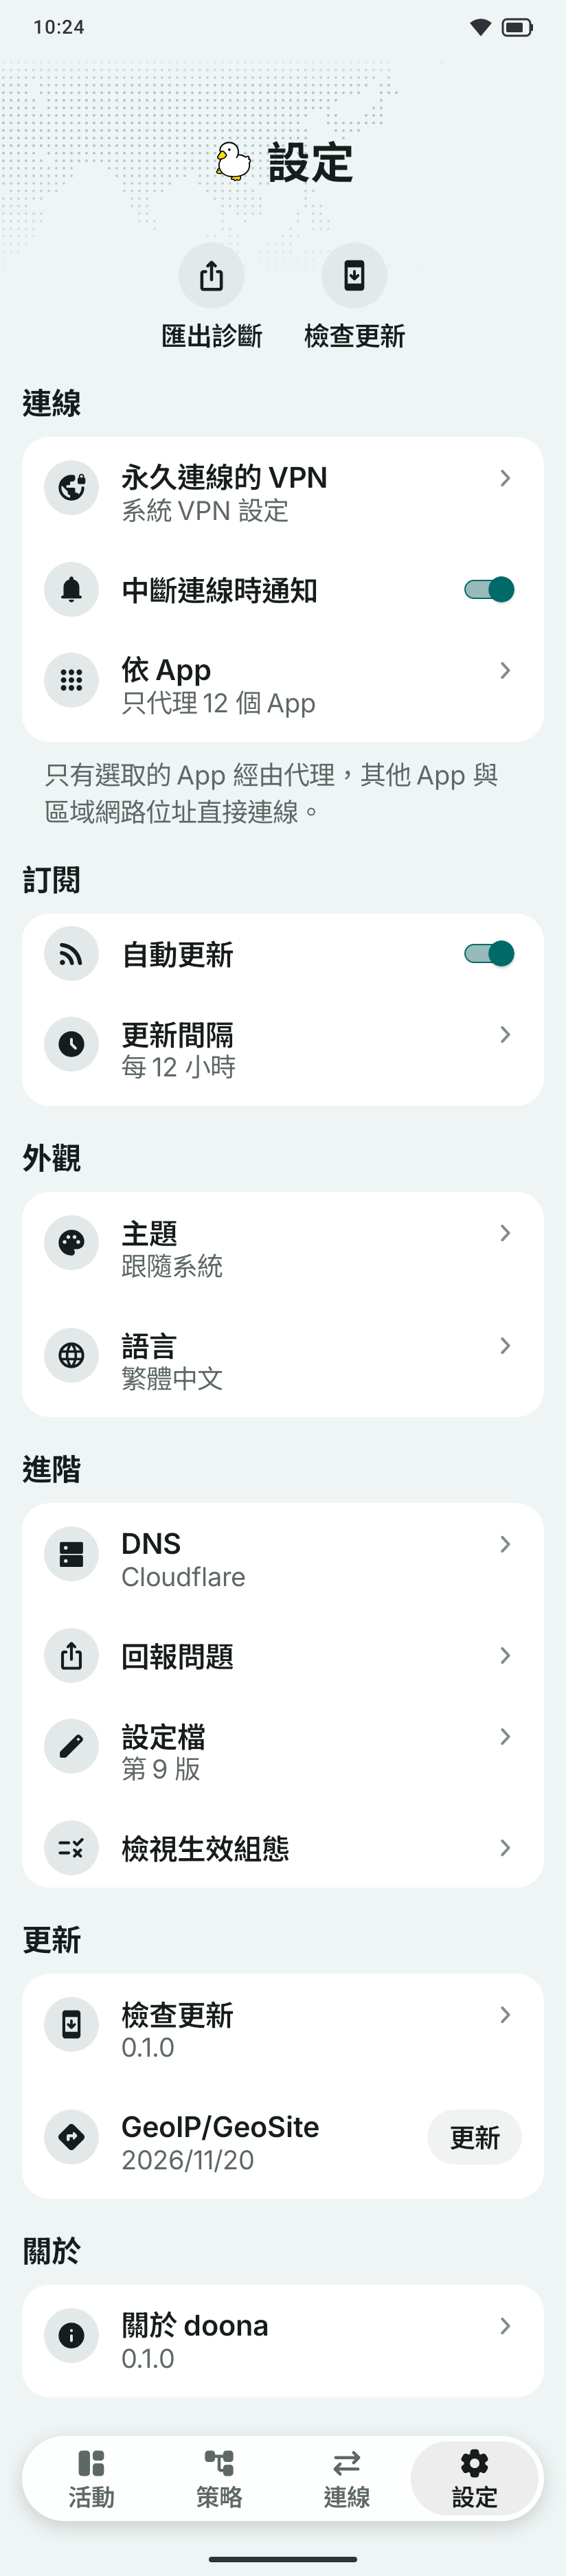 10:24
設定
匯出診斷
檢查更新
連線
永久連線的 VPN
系統 VPN 設定
中斷連線時通知
依 App
只代理 12 個 App
只有選取的 App 經由代理，其他 App 與
區域網路位址直接連線。
訂閱
自動更新
更新間隔
每 12 小時
外觀
主題
跟隨系統
語言
繁體中文
進階
DNS
Cloudflare
回報問題
設定檔
第 9 版
檢視生效組態
更新
檢查更新
0.1.0
GeoIP/GeoSite
2026/11/20
更新
關於
關於 doona
0.1.0
活動
策略
連線
設定